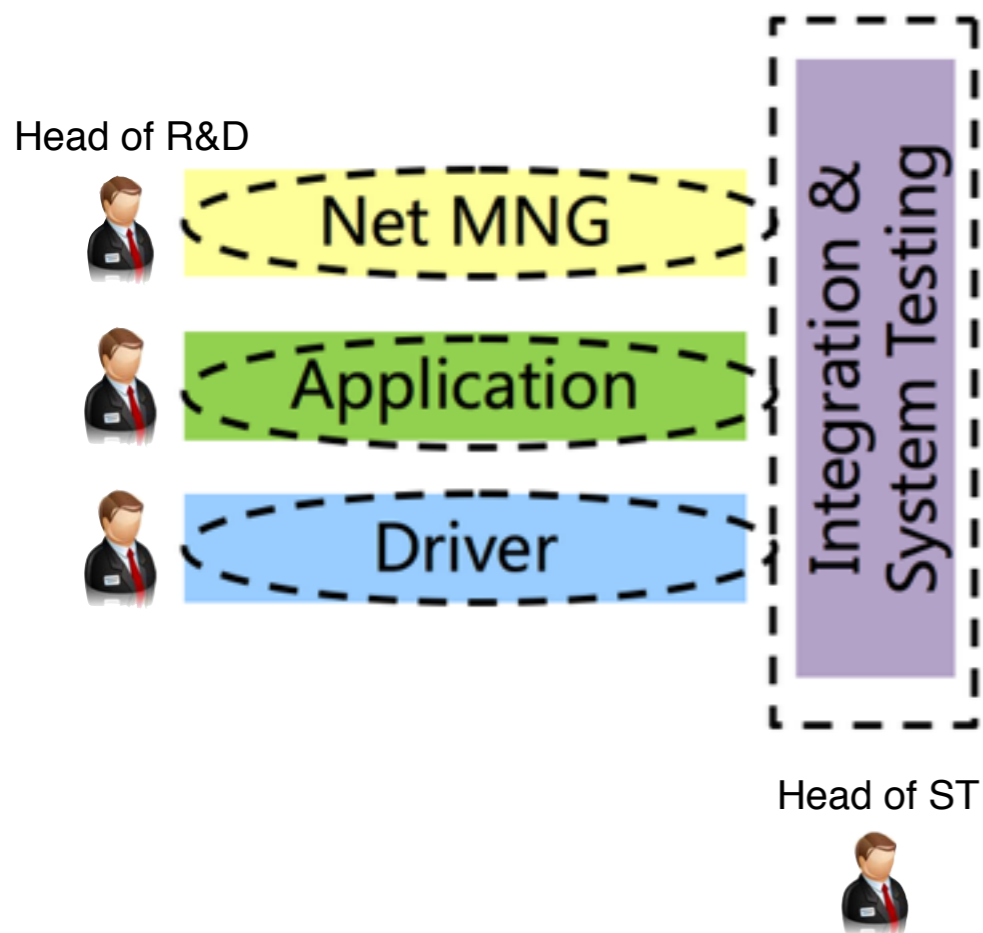 Head of R&D
Net MNG
Application
Driver
Integration &
System Testing
Head of ST